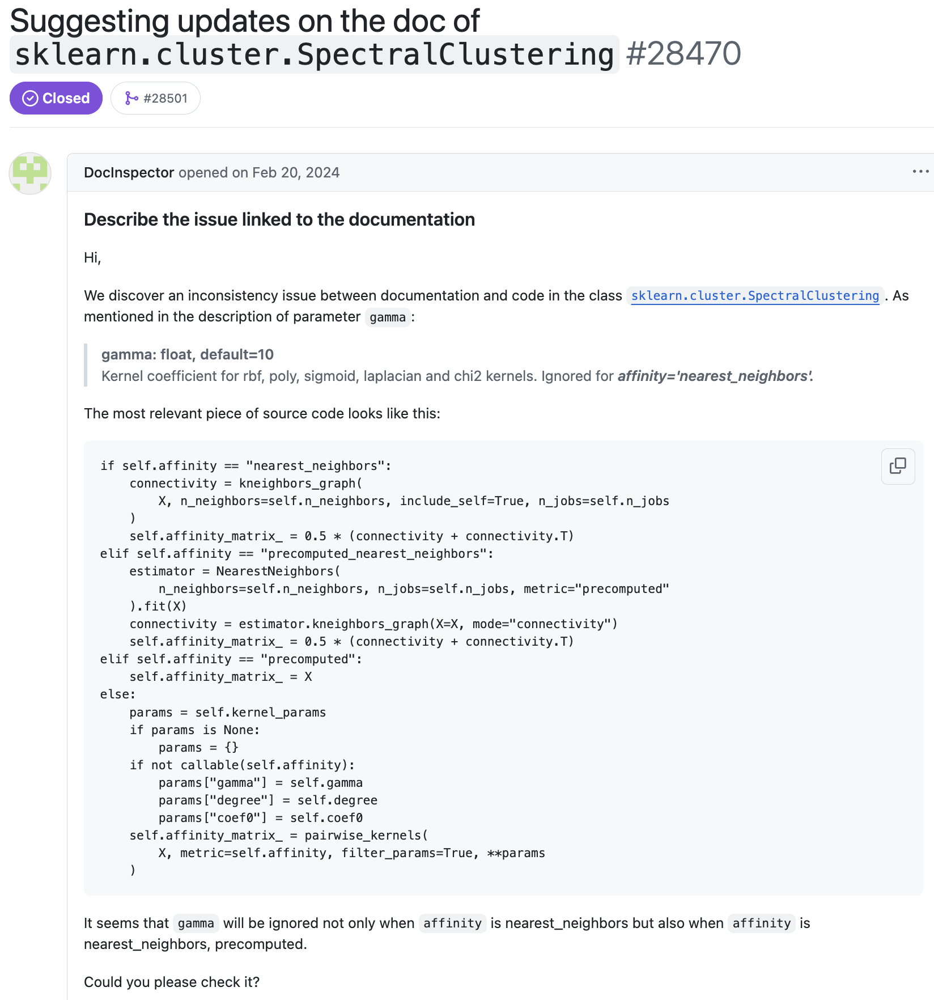 Suggesting updates on the doc of
sklearn.cluster.SpectralClustering #28470
Closed #28501
DocInspector opened on Feb 20, 2024
Describe the issue linked to the documentation
Hi,
We discover an inconsistency issue between documentation and code in the class sklearn.cluster.SpectralClustering. As
mentioned in the description of parameter gamma:
gamma: float, default=10
Kernel coefficient for rbf, poly, sigmoid, laplacian and chi2 kernels. Ignored for affinity='nearest_neighbors'.
The most relevant piece of source code looks like this:
if self.affinity == "nearest_neighbors":
    connectivity = kneighbors_graph(
        X, n_neighbors=self.n_neighbors, include_self=True, n_jobs=self.n_jobs
    )
    self.affinity_matrix_ = 0.5 * (connectivity + connectivity.T)
elif self.affinity == "precomputed_nearest_neighbors":
    estimator = NearestNeighbors(
        n_neighbors=self.n_neighbors, n_jobs=self.n_jobs, metric="precomputed"
    ).fit(X)
    connectivity = estimator.kneighbors_graph(X=X, mode="connectivity")
    self.affinity_matrix_ = 0.5 * (connectivity + connectivity.T)
elif self.affinity == "precomputed":
    self.affinity_matrix_ = X
else:
    params = self.kernel_params
    if params is None:
        params = {}
    if not callable(self.affinity):
        params["gamma"] = self.gamma
        params["degree"] = self.degree
        params["coef0"] = self.coef0
    self.affinity_matrix_ = pairwise_kernels(
        X, metric=self.affinity, filter_params=True, **params
    )
It seems that gamma will be ignored not only when affinity is nearest_neighbors but also when affinity is
nearest_neighbors, precomputed.
Could you please check it?